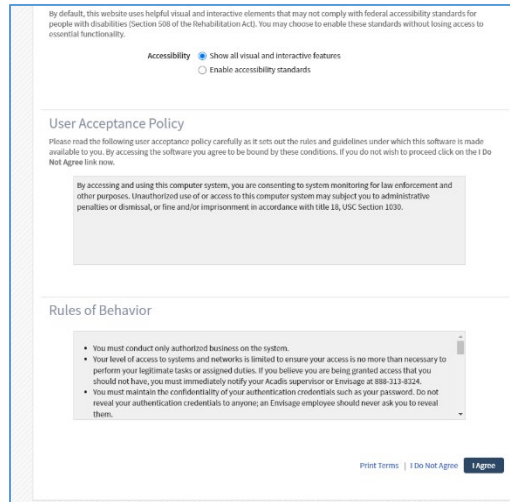 By default, this website uses helpful visual and interactive elements that may not comply with federal accessibility standards for
people with disabilities (Section 508 of the Rehabilitation Act). You may choose to enable these standards without losing access to
essential functionality.
Accessibility Show all visual and interactive features
Enable accessibility standards
User Acceptance Policy
Please read the following user acceptance policy carefully as it sets out the rules and guidelines under which this software is made
available to you. By accessing the software you agree to be bound by these conditions. If you do not wish to proceed click on the I Do
Not Agree link now.
By accessing and using this computer system, you are consenting to system monitoring for law enforcement and
other purposes. Unauthorized use of or access to this computer system may subject you to administrative
penalties or dismissal, or fine and/or imprisonment in accordance with title 18, USC Section 1030.
Rules of Behavior
• You must conduct only authorized business on the system.
• Your level of access to systems and networks is limited to ensure your access is no more than necessary to
perform your legitimate tasks or assigned duties. If you believe you are being granted access that you
should not have, you must immediately notify your Acadis supervisor or Envisage at 888-313-8324.
• You must maintain the confidentiality of your authentication credentials such as your password. Do not
reveal your authentication credentials to anyone; an Envisage employee should never ask you to reveal
them.
Print Terms | I Do Not Agree I Agree